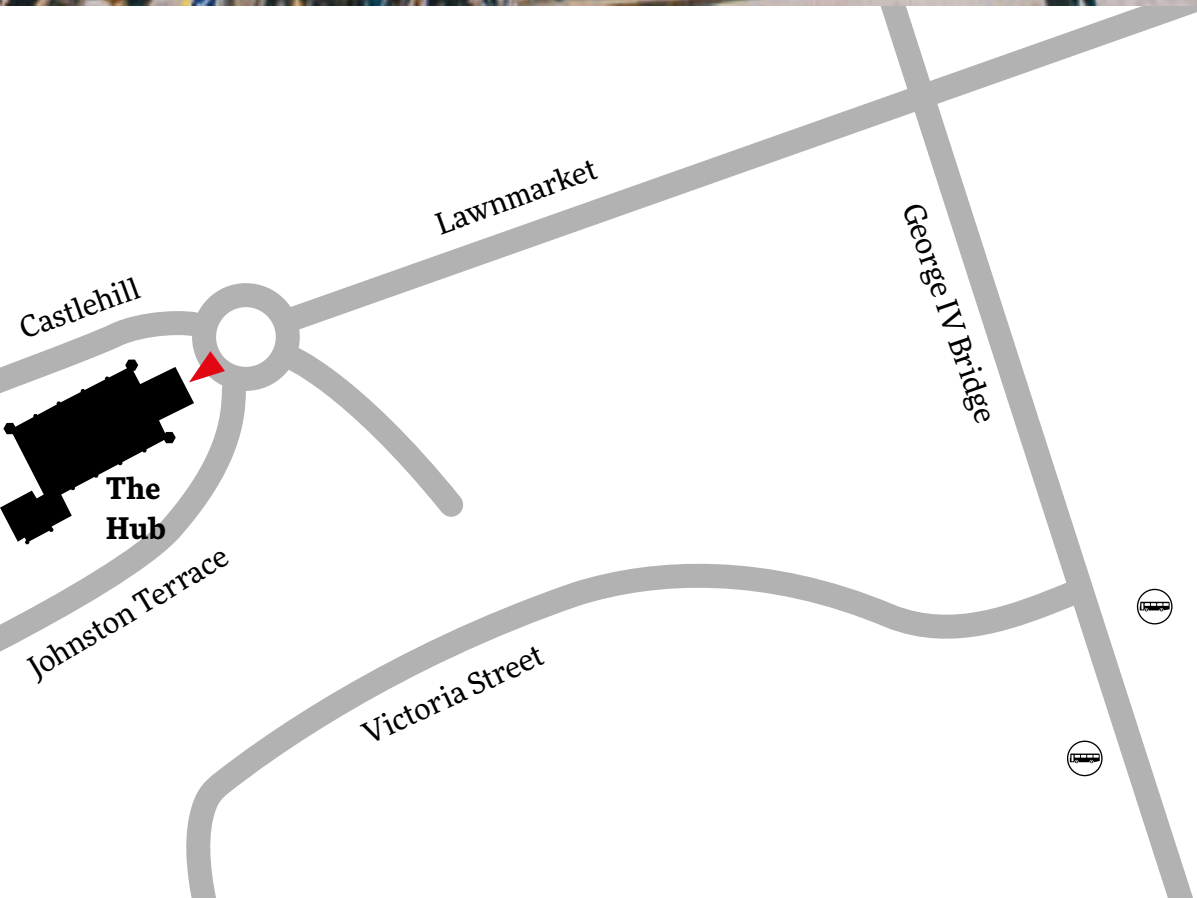 Lawnmarket
Castlehill
George IV Bridge
The
Hub
Johnston Terrace
Victoria Street